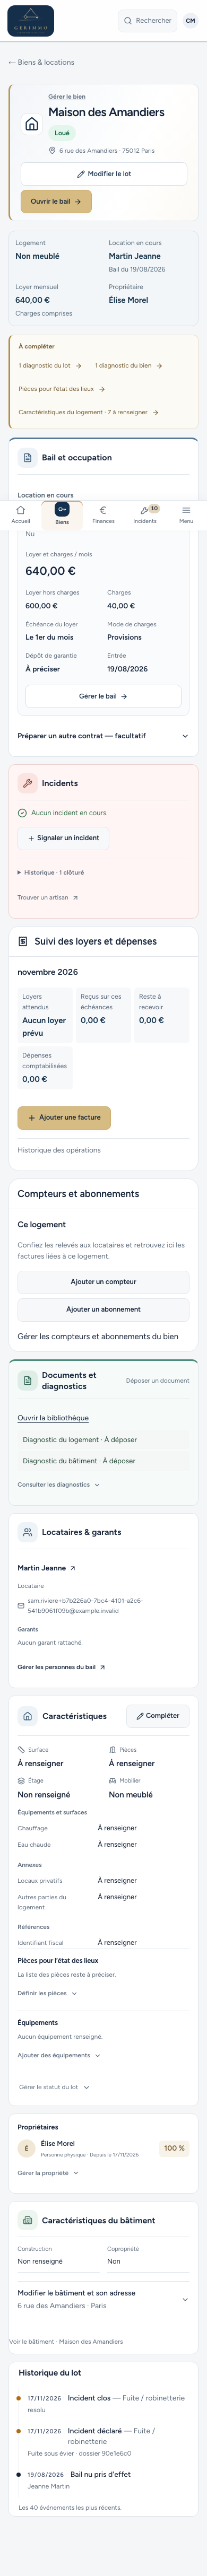 GERINHO
Rechercher
CM
← Biens & locations
Gérer le bien
Maison des Amandiers
Loué
6 rue des Amandiers · 75012 Paris
Modifier le lot
Ouvrir le bail →
Logement
Non meublé
Location en cours
Martin Jeanne
Bail du 19/08/2026
Loyer mensuel
640,00 €
Charges comprises
Propriétaire
Élise Morel
À compléter
1 diagnostic du lot →
1 diagnostic du bien →
Pièces pour l'état des lieux →
Caractéristiques du logement · 7 à renseigner →
Bail et occupation
Location en cours
Accueil
Biens
Finances
10
Incidents
Menu
Nu
Loyer et charges / mois
640,00 €
Loyer hors charges
600,00 €
Charges
40,00 €
Échéance du loyer
Le 1er du mois
Mode de charges
Provisions
Dépôt de garantie
À préciser
Entrée
19/08/2026
Gérer le bail →
Préparer un autre contrat — facultatif
Incidents
Aucun incident en cours.
+ Signaler un incident
Historique · 1 clôturé
Trouver un artisan
Suivi des loyers et dépenses
novembre 2026
Loyers attendus
Aucun loyer prévu
Reçus sur ces échéances
0,00 €
Reste à recevoir
0,00 €
Dépenses comptabilisées
0,00 €
+ Ajouter une facture
Historique des opérations
Compteurs et abonnements
Ce logement
Confiez les relevés aux locataires et retrouvez ici les
factures liées à ce logement.
Ajouter un compteur
Ajouter un abonnement
Gérer les compteurs et abonnements du bien
Documents et diagnostics
Déposer un document
Ouvrir la bibliothèque
Diagnostic du logement · À déposer
Diagnostic du bâtiment · À déposer
Consulter les diagnostics
Locataires & garants
Martin Jeanne
Locataire
sam.riviere+b7b226a0-7bc4-4101-a2c6-
541b9061f09b@example.invalid
Garants
Aucun garant rattaché.
Gérer les personnes du bail
Caractéristiques
Compléter
Surface
À renseigner
Pièces
À renseigner
Étage
Non renseigné
Mobilier
Non meublé
Équipements et surfaces
Chauffage
À renseigner
Eau chaude
À renseigner
Annexes
Locaux privatifs
À renseigner
Autres parties du logement
À renseigner
Références
Identifiant fiscal
À renseigner
Pièces pour l'état des lieux
La liste des pièces reste à préciser.
Définir les pièces
Équipements
Aucun équipement renseigné.
Ajouter des équipements
Gérer le statut du lot
Propriétaires
É
Élise Morel
Personne physique · Depuis le 17/11/2026
100 %
Gérer la propriété
Caractéristiques du bâtiment
Construction
Non renseigné
Copropriété
Non
Modifier le bâtiment et son adresse
6 rue des Amandiers · Paris
Voir le bâtiment · Maison des Amandiers
Historique du lot
17/11/2026 Incident clos — Fuite / robinetterie
resolu
17/11/2026 Incident déclaré — Fuite /
robinetterie
Fuite sous évier · dossier 90e1e6c0
19/08/2026 Bail nu pris d'effet
Jeanne Martin
Les 40 événements les plus récents.